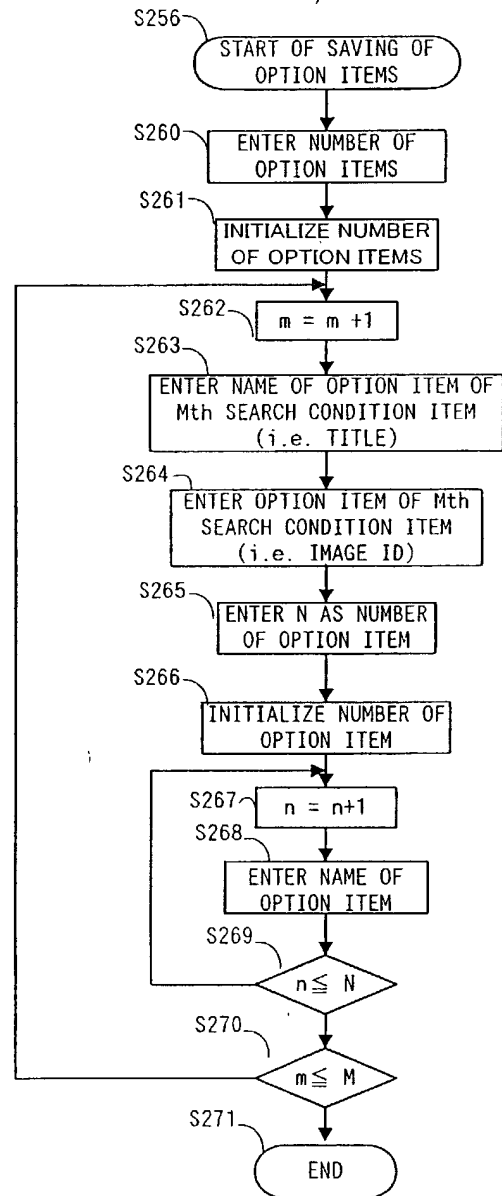 S256
START OF SAVING OF
OPTION ITEMS
S260
ENTER NUMBER OF
OPTION ITEMS
S261
INITIALIZE NUMBER
OF OPTION ITEMS
S262
m = m +1
S263
ENTER NAME OF OPTION ITEM OF
Mth SEARCH CONDITION ITEM
(i.e. TITLE)
S264
ENTER OPTION ITEM OF Mth
SEARCH CONDITION ITEM
(i.e. IMAGE ID)
S265
ENTER N AS NUMBER
OF OPTION ITEM
S266
INITIALIZE NUMBER OF
OPTION ITEM
S267
n = n+1
S268
ENTER NAME OF
OPTION ITEM
S269
n ≦ N
S270
m ≦ M
S271
END